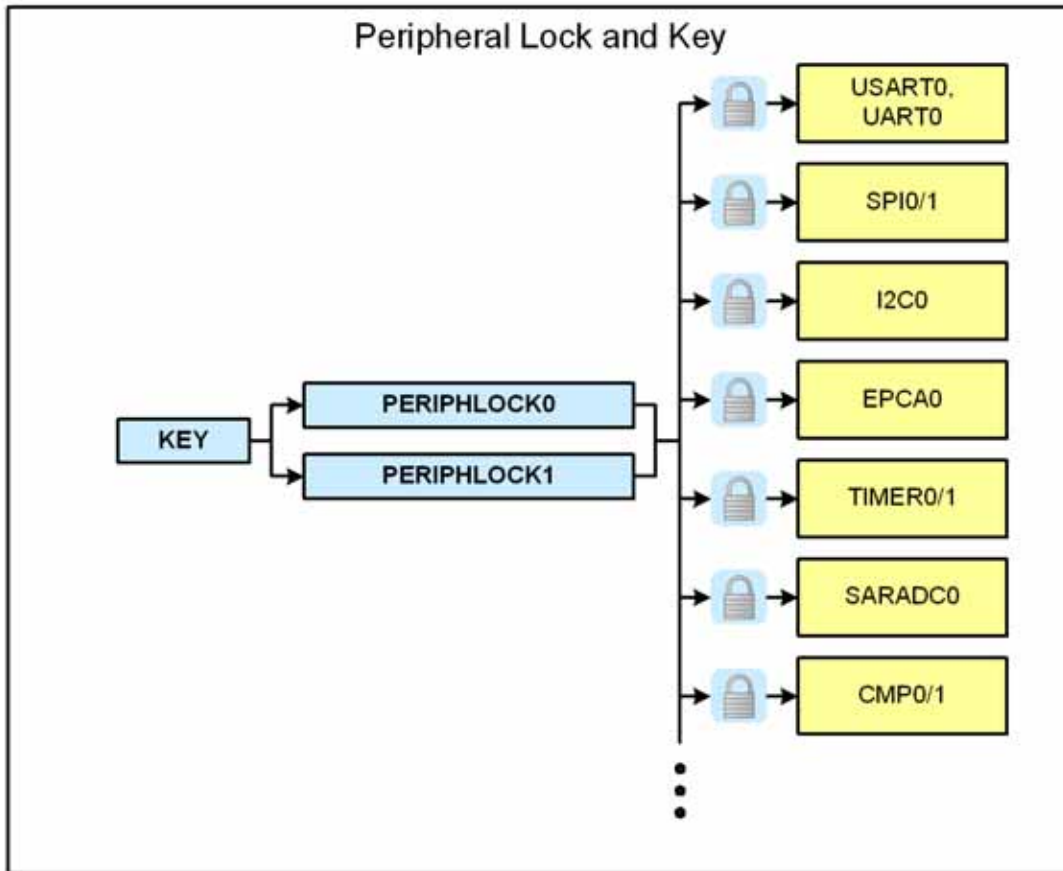 Peripheral Lock and Key
USART0,
UART0
SPI0/1
I2C0
EPCA0
PERIPHLOCK0
KEY
PERIPHLOCK1
TIMER0/1
SARADC0
CMP0/1